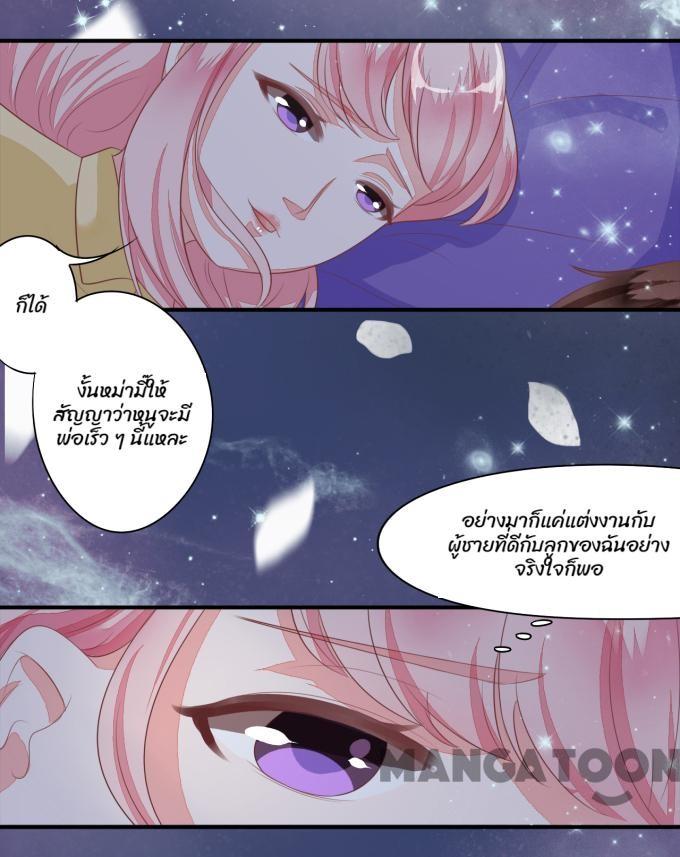 ก็ได้
งั้นหม่ามี๊ให้
สัญญาว่าหนูจะมี
พ่อเร็ว ๆ นี้แหละ
อย่างมาก็แค่แต่งงานกับ
ผู้ชายที่ดีกับลูกของฉันอย่าง
จริงใจก็พอ
MANGATOON